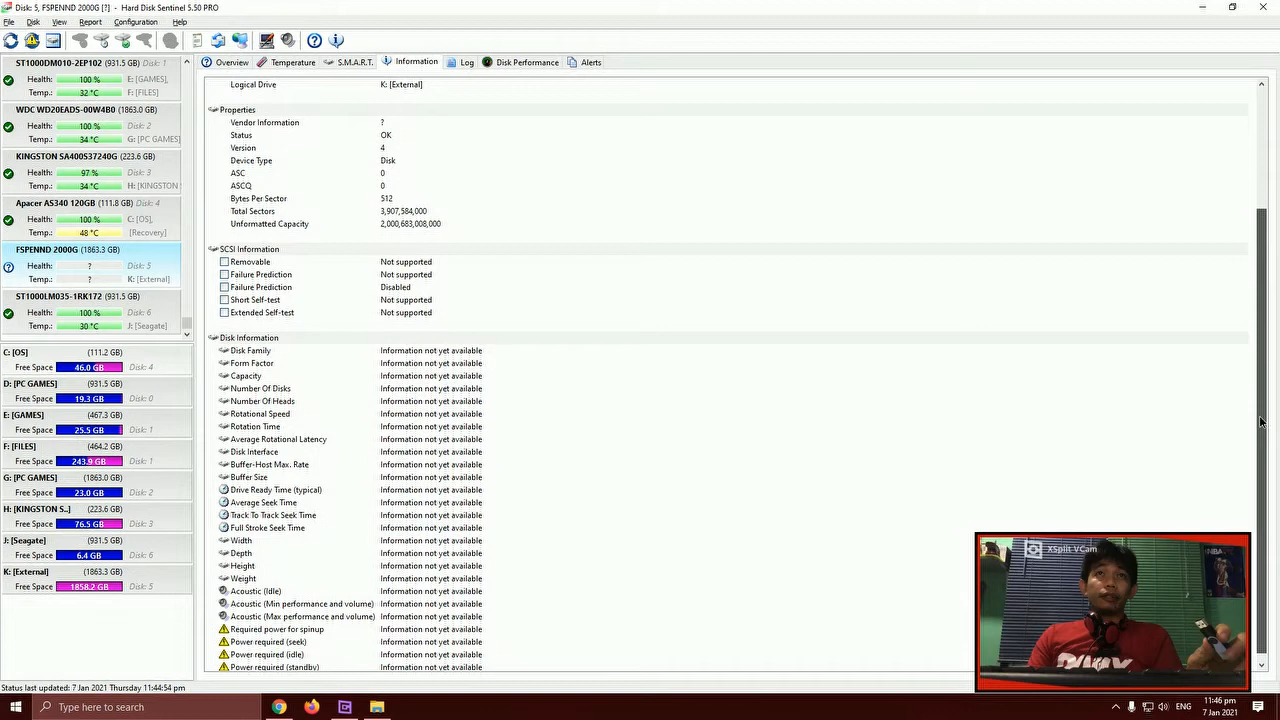 Disk: 5, FSPENND 2000G [?] - Hard Disk Sentinel 5.50 PRO
File Disk View Report Configuration Help
ST1000DM010-2EP102 (931.5 GB) Disk: 1
Health: 100 % E: [GAMES],
Temp.: 32 °C F: [FILES]
WDC WD20EADS-00W4B0 (1863.0 GB)
Health: 100 % Disk: 2
Temp.: 34 °C G: [PC GAMES]
KINGSTON SA400S37240G (223.6 GB)
Health: 97 % Disk: 3
Temp.: 34 °C H: [KINGSTON
Apacer AS340 120GB (111.8 GB) Disk: 4
Health: 100 % C: [OS],
Temp.: 48 °C [Recovery]
FSPENND 2000G (1863.3 GB)
Health: ? Disk: 5
Temp.: ? K: [External]
ST1000LM035-1RK172 (931.5 GB)
Health: 100 % Disk: 6
Temp.: 30 °C J: [Seagate]
C: [OS] (111.2 GB)
Free Space 46.0 GB Disk: 4
D: [PC GAMES] (931.5 GB)
Free Space 19.3 GB Disk: 0
E: [GAMES] (467.3 GB)
Free Space 25.5 GB Disk: 1
F: [FILES] (464.2 GB)
Free Space 243.9 GB Disk: 1
G: [PC GAMES] (1863.0 GB)
Free Space 23.0 GB Disk: 2
H: [KINGSTON S..] (223.6 GB)
Free Space 76.5 GB Disk: 3
J: [Seagate] (931.5 GB)
Free Space 6.4 GB Disk: 6
K: [External] (1863.3 GB)
Free Space 1858.2 GB Disk: 5
Overview Temperature S.M.A.R.T. Information Log Disk Performance Alerts
Logical Drive K: [External]
Properties
Vendor Information ?
Status OK
Version 4
Device Type Disk
ASC 0
ASCQ 0
Bytes Per Sector 512
Total Sectors 3,907,584,000
Unformatted Capacity 2,000,683,008,000
SCSI Information
Removable Not supported
Failure Prediction Not supported
Failure Prediction Disabled
Short Self-test Not supported
Extended Self-test Not supported
Disk Information
Disk Family Information not yet available
Form Factor Information not yet available
Capacity Information not yet available
Number Of Disks Information not yet available
Number Of Heads Information not yet available
Rotational Speed Information not yet available
Rotation Time Information not yet available
Average Rotational Latency Information not yet available
Disk Interface Information not yet available
Buffer-Host Max. Rate Information not yet available
Buffer Size Information not yet available
Drive Ready Time (typical) Information not yet available
Average Seek Time Information not yet available
Track To Track Seek Time Information not yet available
Full Stroke Seek Time Information not yet available
Width Information not yet available
Depth Information not yet available
Height Information not yet available
Weight Information not yet available
Acoustic (Idle) Information not yet available
Acoustic (Min performance and volume) Information not yet available
Acoustic (Max performance and volume) Information not yet available
Required power for spinup Information not yet available
Power required (seek) Information not yet available
Power required (idle) Information not yet available
Power required (standby) Information not yet available
XSplit VCam
NBA
Status last updated: 7 Jan 2021 Thursday 11:44:54 pm
Type here to search
ENG
11:46 pm
7 Jan 2021